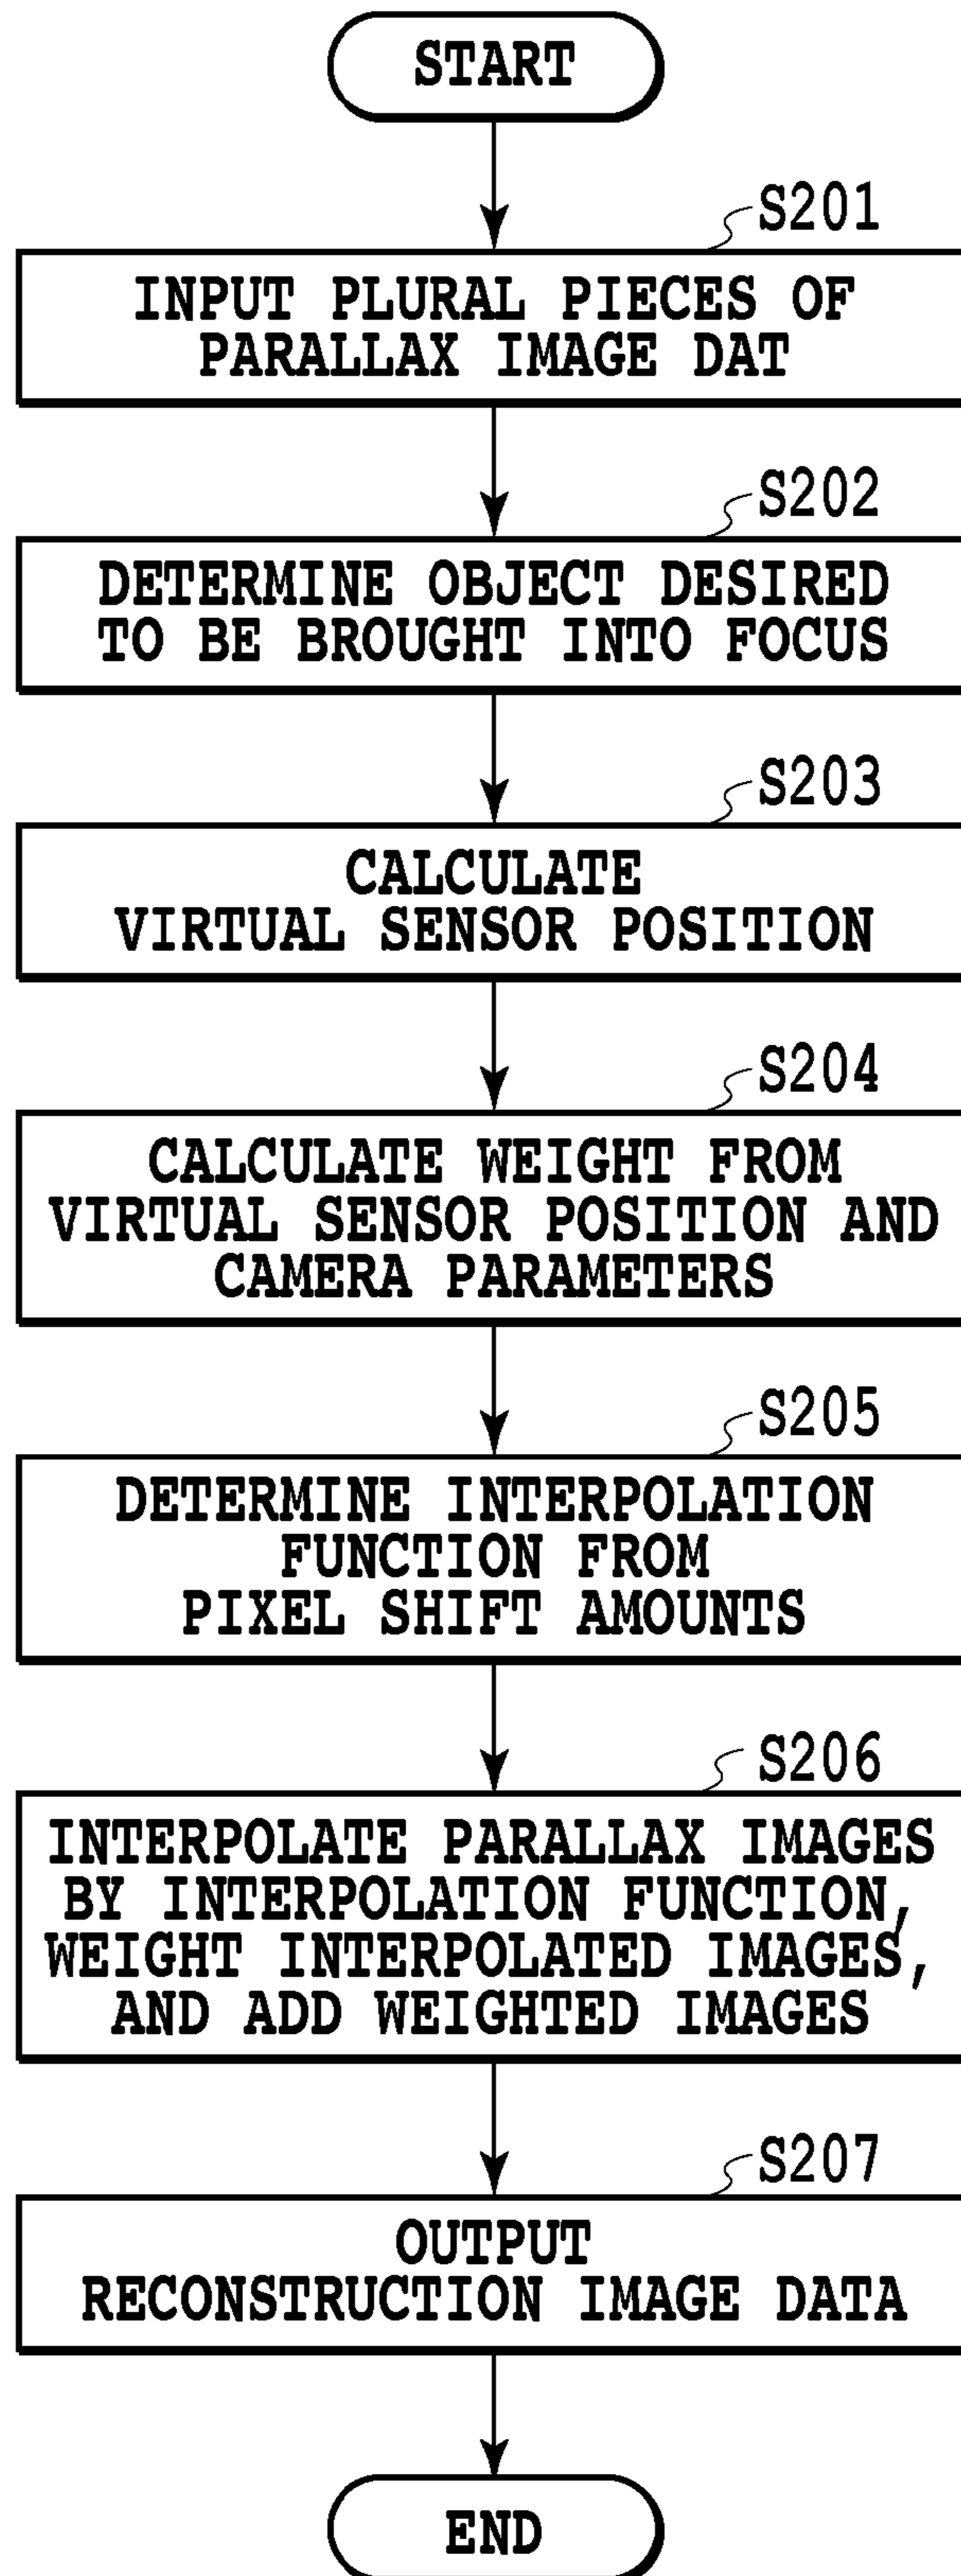 START
S201
INPUT PLURAL PIECES OF
PARALLAX IMAGE DAT
S202
DETERMINE OBJECT DESIRED
TO BE BROUGHT INTO FOCUS
S203
CALCULATE
VIRTUAL SENSOR POSITION
S204
CALCULATE WEIGHT FROM
VIRTUAL SENSOR POSITION AND
CAMERA PARAMETERS
S205
DETERMINE INTERPOLATION
FUNCTION FROM
PIXEL SHIFT AMOUNTS
S206
INTERPOLATE PARALLAX IMAGES
BY INTERPOLATION FUNCTION,
WEIGHT INTERPOLATED IMAGES,
AND ADD WEIGHTED IMAGES
S207
OUTPUT
RECONSTRUCTION IMAGE DATA
END